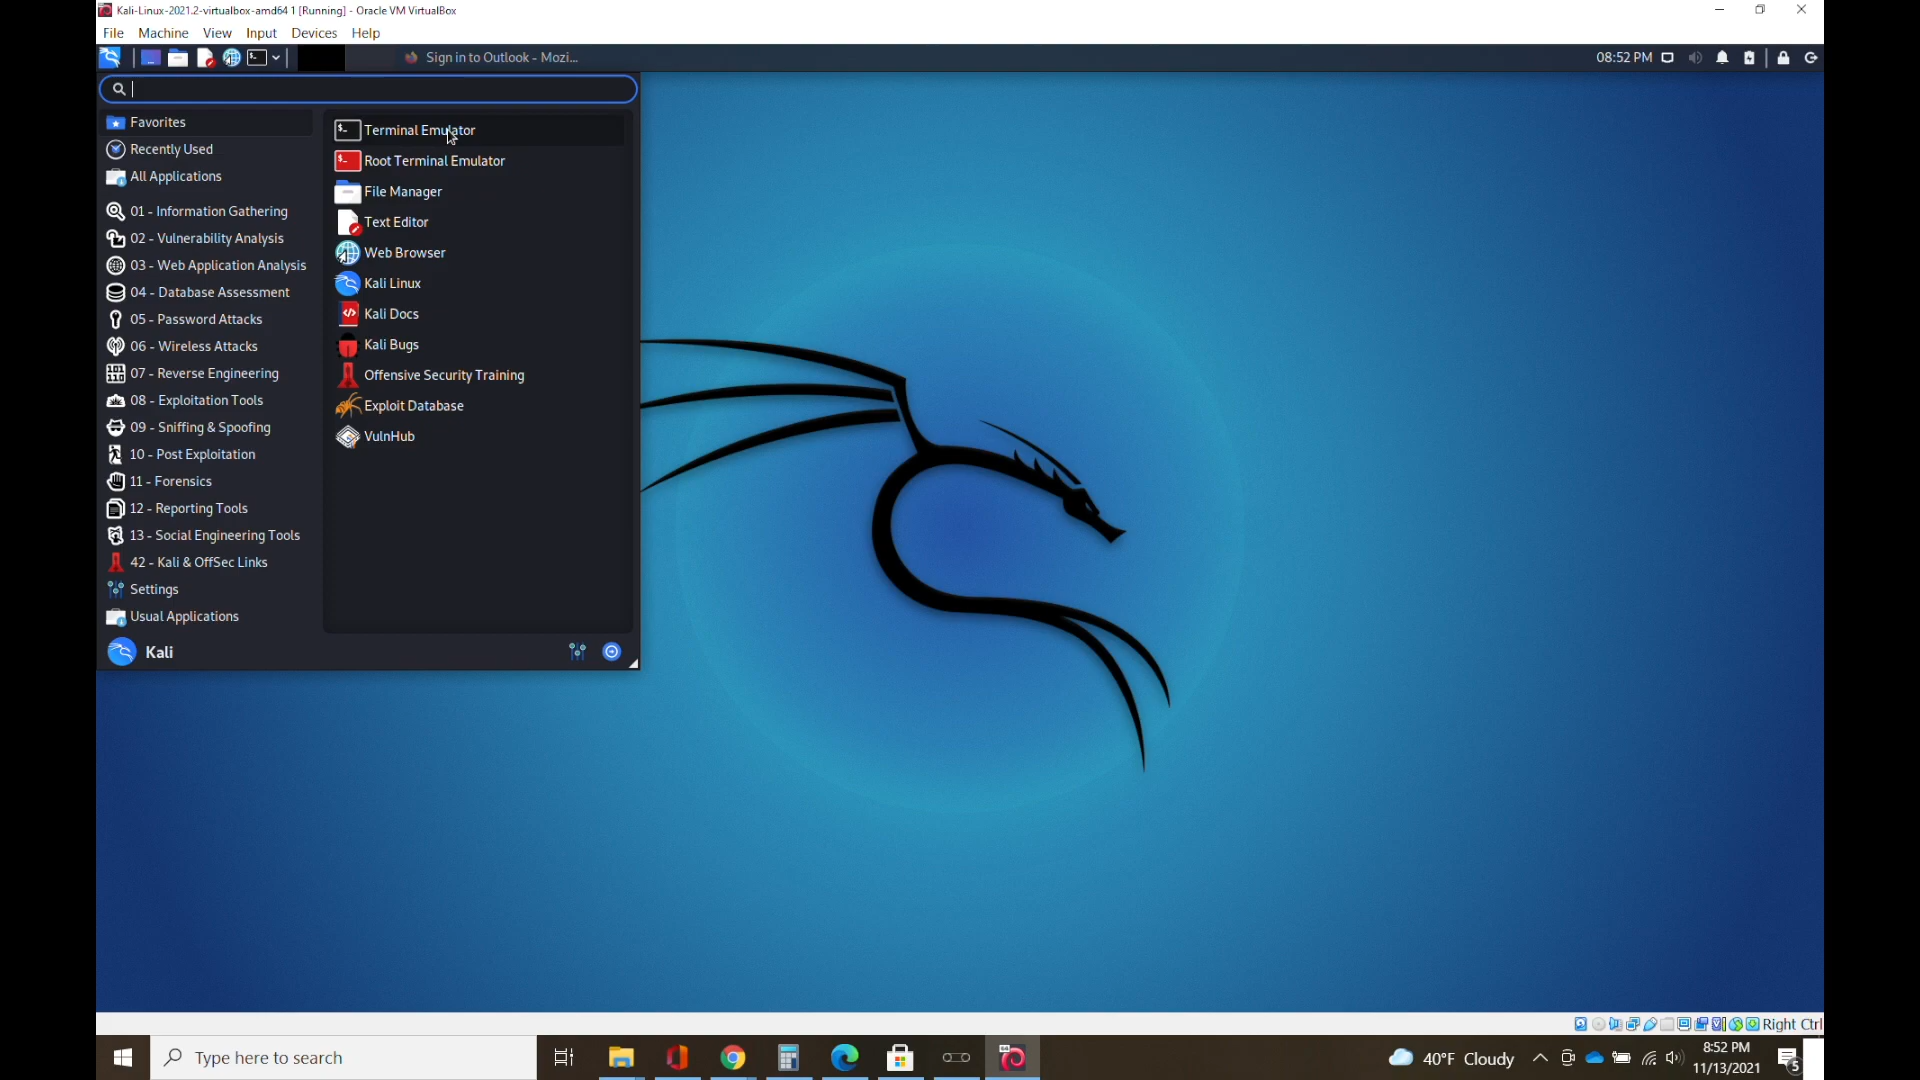 Kali-Linux-2021.2-virtualbox-amd64 1 [Running] - Oracle VM VirtualBox
File Machine View Input Devices Help
Sign in to Outlook - Mozi...
08:52 PM
Favorites
Recently Used
All Applications
01 - Information Gathering
02 - Vulnerability Analysis
03 - Web Application Analysis
04 - Database Assessment
05 - Password Attacks
06 - Wireless Attacks
07 - Reverse Engineering
08 - Exploitation Tools
09 - Sniffing & Spoofing
10 - Post Exploitation
11 - Forensics
12 - Reporting Tools
13 - Social Engineering Tools
42 - Kali & OffSec Links
Settings
Usual Applications
Terminal Emulator
Root Terminal Emulator
File Manager
Text Editor
Web Browser
Kali Linux
Kali Docs
Kali Bugs
Offensive Security Training
Exploit Database
VulnHub
Kali
Right Ctrl
Type here to search
40°F Cloudy
8:52 PM
11/13/2021
5